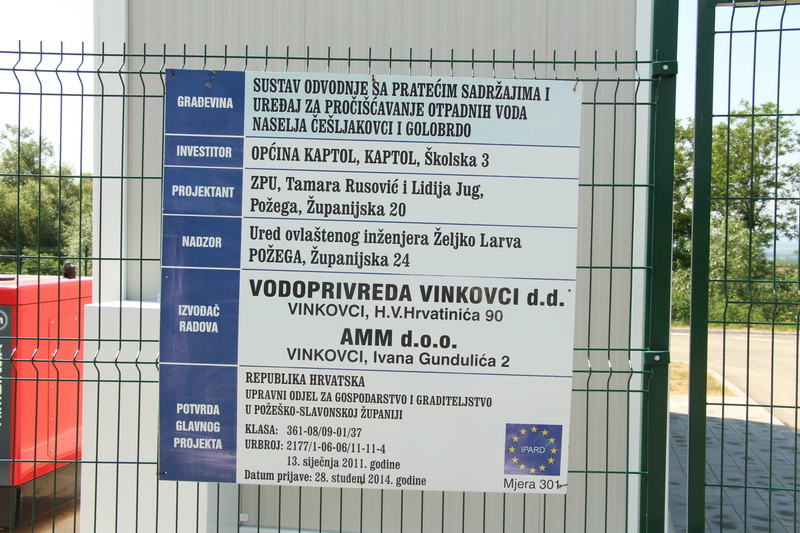 GRAĐEVINA
SUSTAV ODVODNJE SA PRATEĆIM SADRŽAJIMA I
UREĐAJ ZA PROČIŠĆAVANJE OTPADNIH VODA
NASELJA ČEŠLJAKOVCI I GOLOBRDO
INVESTITOR
OPĆINA KAPTOL, KAPTOL, Školska 3
PROJEKTANT
ZPU, Tamara Rusović i Lidija Jug,
Požega, Županijska 20
NADZOR
Ured ovlaštenog inženjera Željko Larva
POŽEGA, Županijska 24
IZVOĐAČ
RADOVA
VODOPRIVREDA VINKOVCI d.d.
VINKOVCI, H.V.Hrvatinića 90
AMM d.o.o.
VINKOVCI, Ivana Gundulića 2
POTVRDA
GLAVNOG
PROJEKTA
REPUBLIKA HRVATSKA
UPRAVNI ODJEL ZA GOSPODARSTVO I GRADITELJSTVO
U POŽEŠKO-SLAVONSKOJ ŽUPANIJI
KLASA: 361-08/09-01/37
URBROJ: 2177/1-06-06/11-11-4
13. siječnja 2011. godine
Datum prijave: 28. studeni 2014. godine.
IPARD
Mjera 301